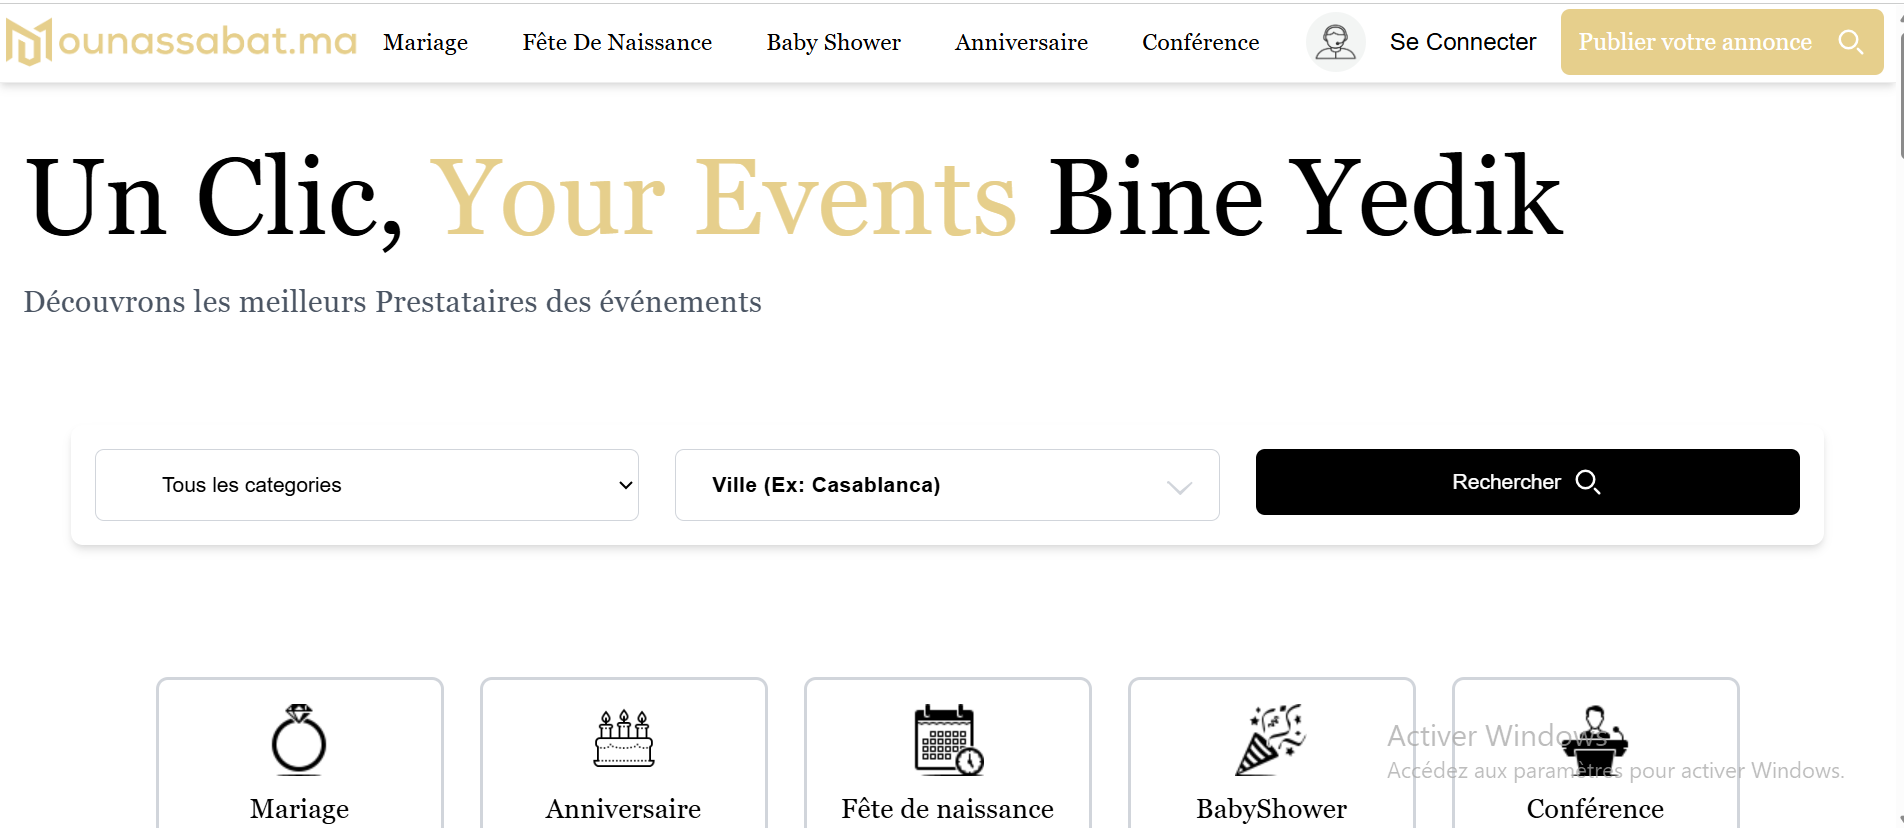 Mounassabat.ma
Mariage
Fête De Naissance
Baby Shower
Anniversaire
Conférence
Se Connecter
Publier votre annonce
Un Clic, Your Events Bine Yedik
Découvrons les meilleurs Prestataires des événements
Tous les categories
Ville (Ex: Casablanca)
Rechercher
Mariage
Anniversaire
Fête de naissance
BabyShower
Conférence
Activer Windows
Accédez aux paramètres pour activer Windows.